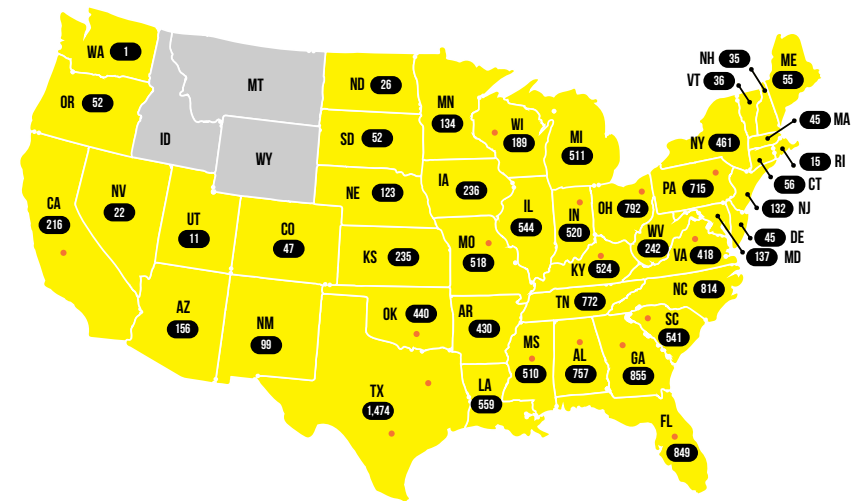 WA 1
OR 52
CA 216
NV 22
ID
MT
WY
UT 11
CO 47
AZ 156
NM 99
ND 26
SD 52
NE 123
KS 235
OK 440
TX 1,474
MN 134
IA 236
MO 518
AR 430
LA 559
WI 189
IL 544
MI 511
IN 520
OH 792
KY 524
TN 772
MS 510
AL 757
GA 855
FL 849
SC 541
NC 814
VA 418
WV 242
PA 715
NY 461
VT 36
NH 35
ME 55
45 MA
15 RI
56 CT
132 NJ
45 DE
137 MD